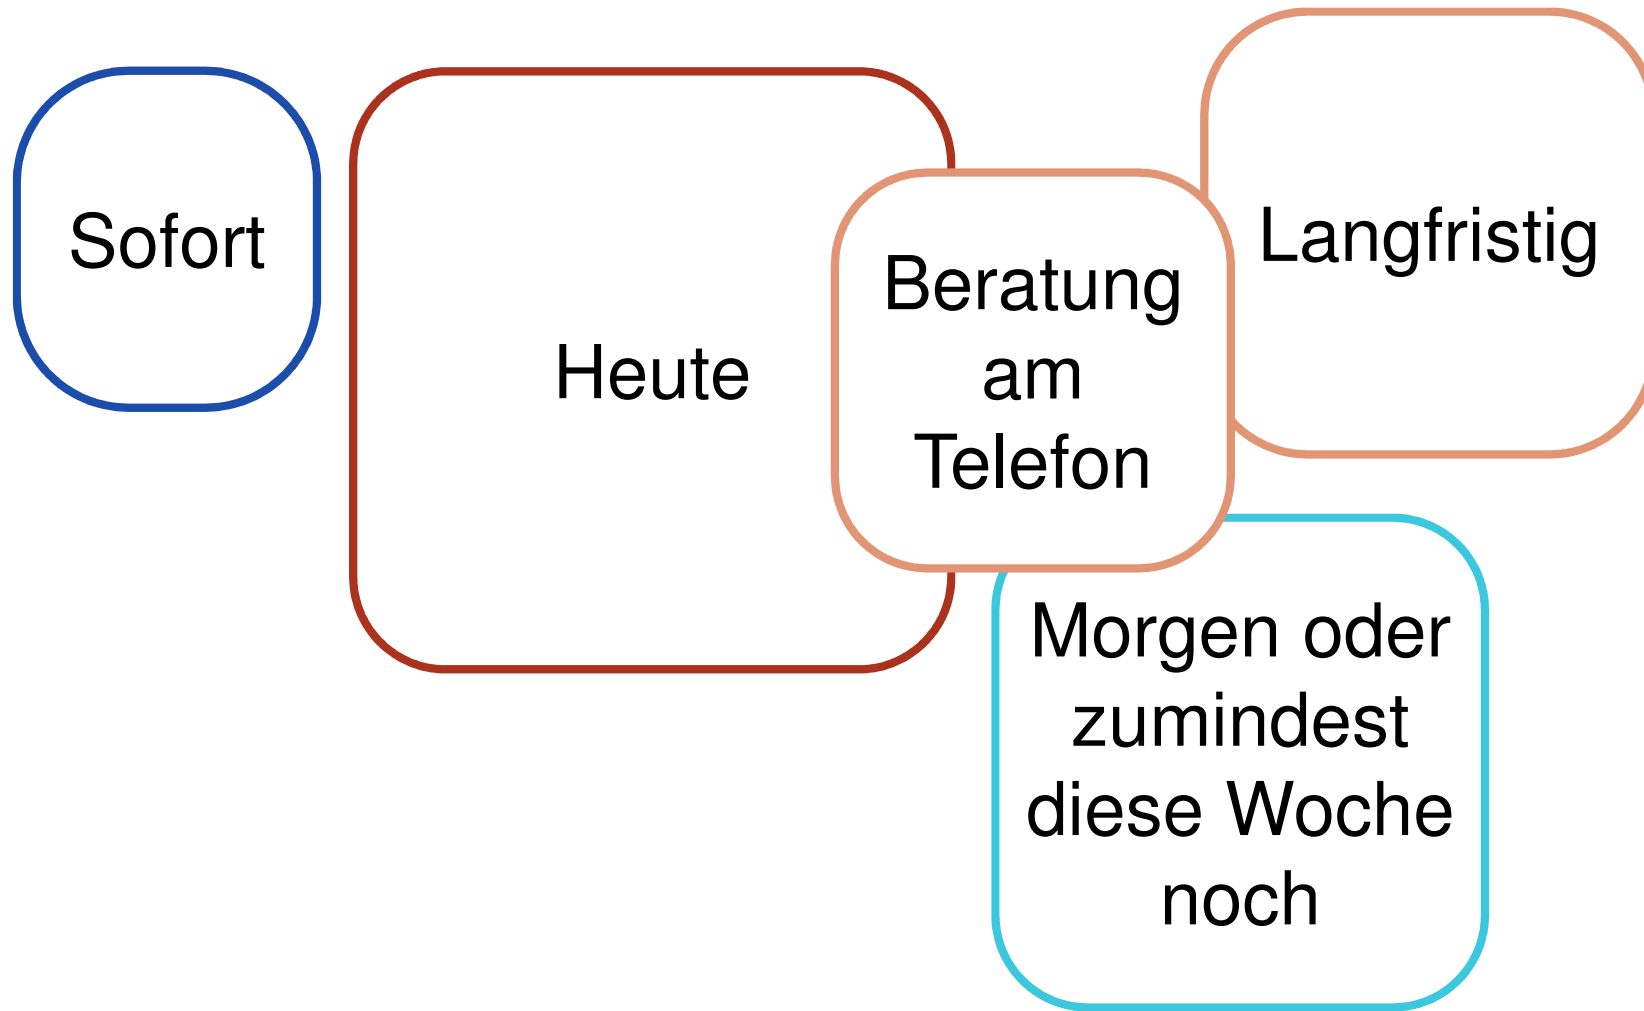 Sofort
Heute
Beratung
am
Telefon
Langfristig
Morgen oder
zumindest
diese Woche
noch